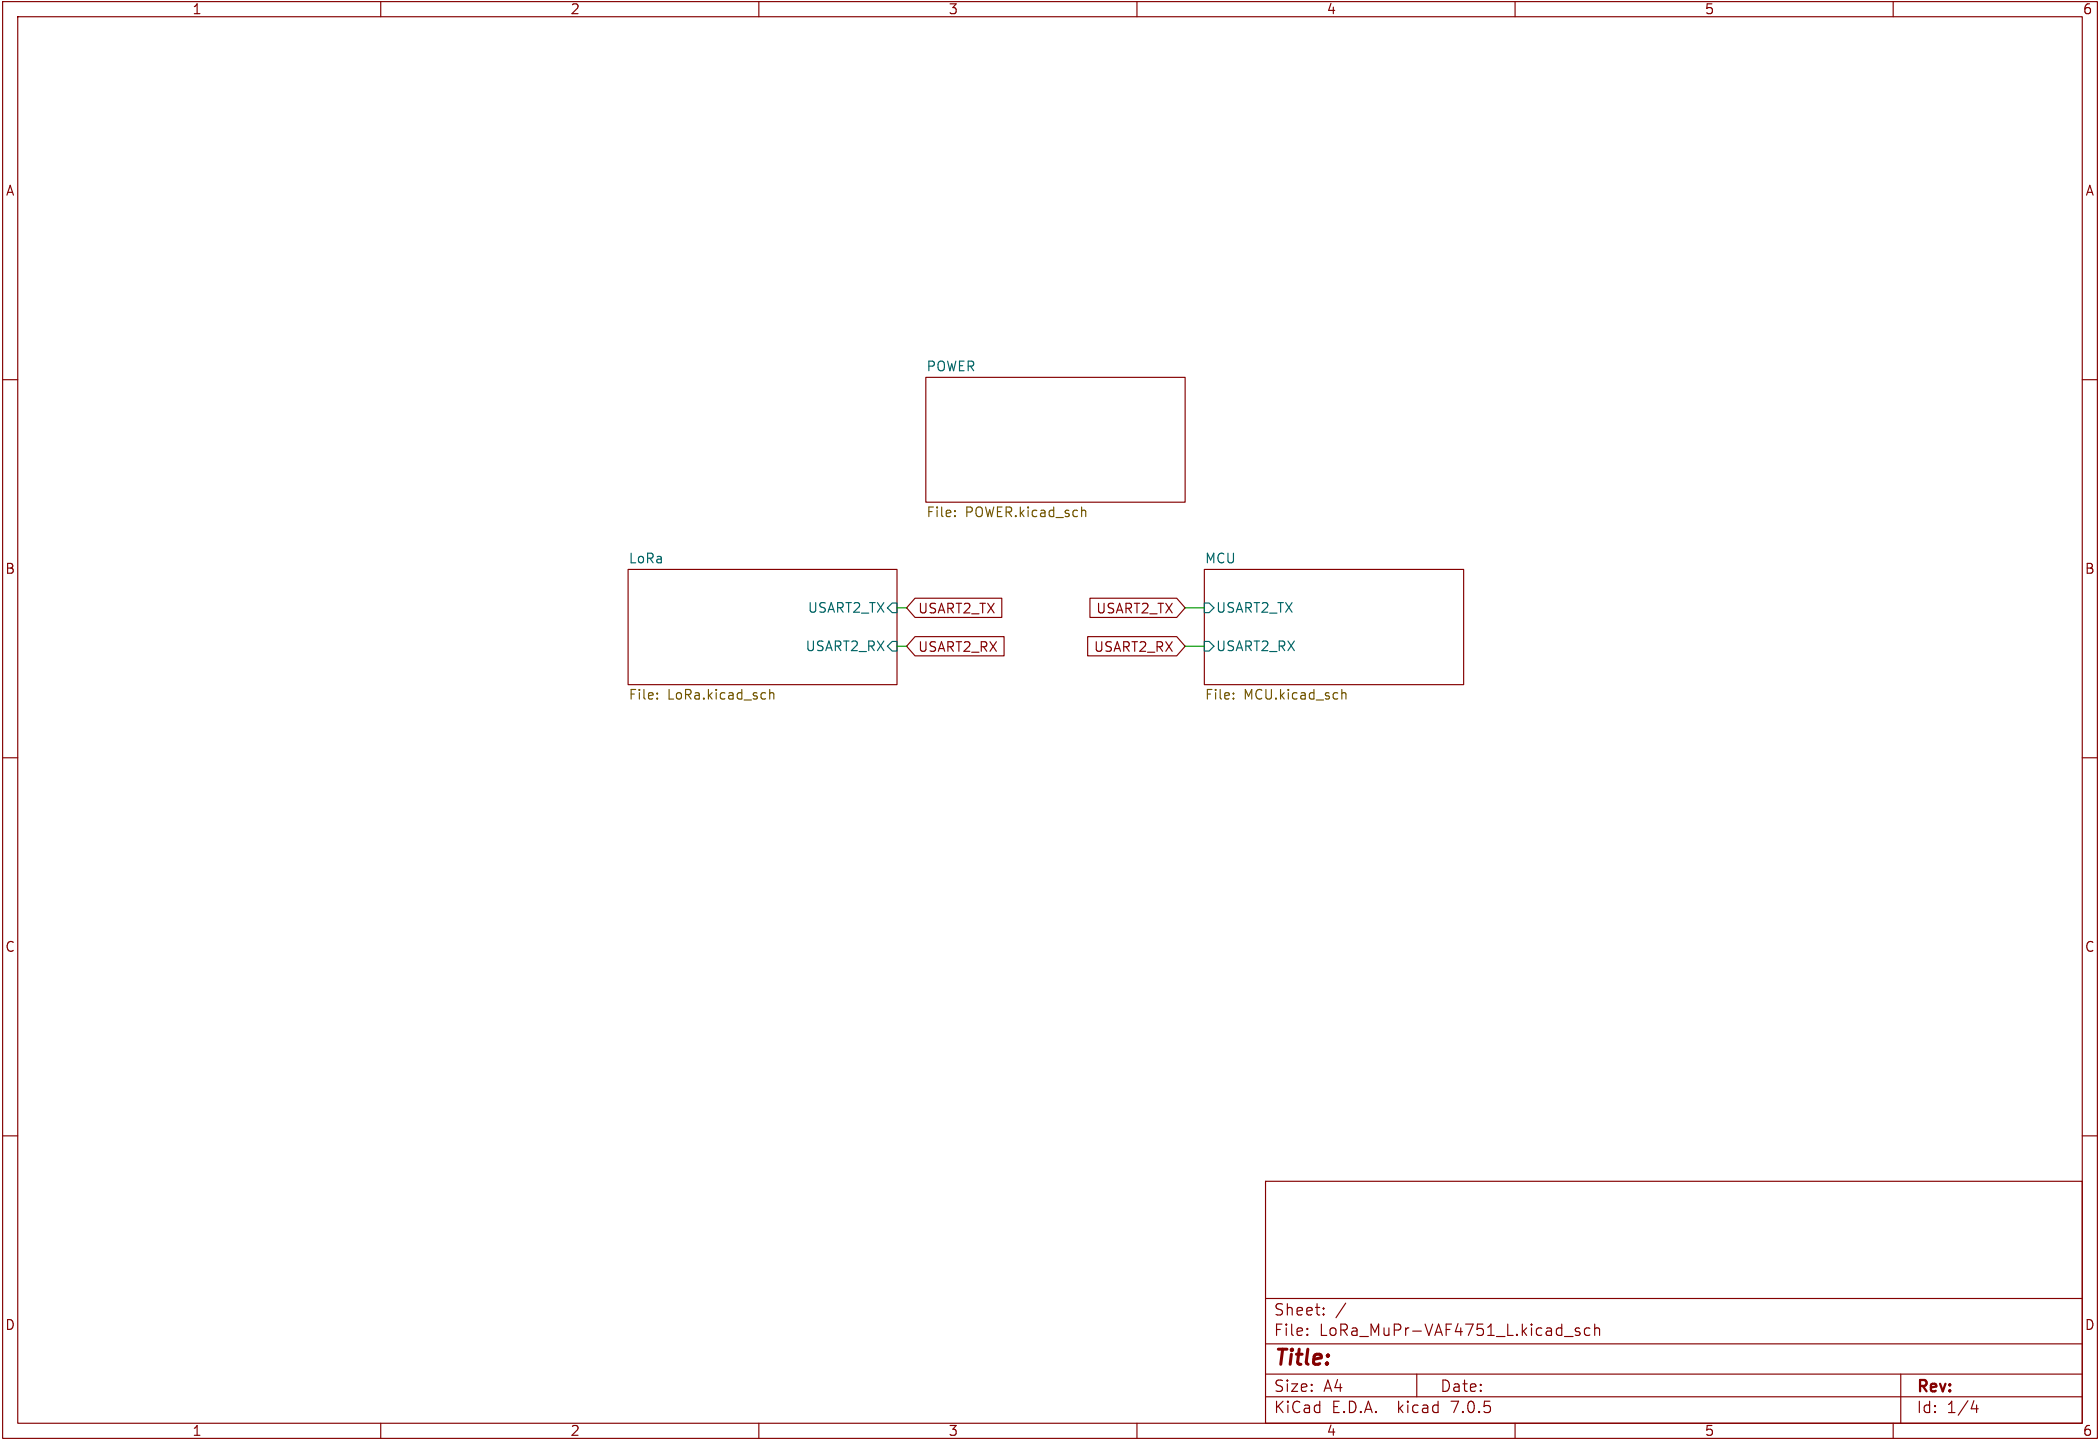 1 2 3 4 5 6
A A
POWER
File: POWER.kicad_sch
LoRa MCU
B B
USART2_TX USART2_TX USART2_TX USART2_TX
USART2_RX USART2_RX USART2_RX USART2_RX
File: LoRa.kicad_sch File: MCU.kicad_sch
C C
Sheet: /
D D
File: LoRa_MuPr-VAF4751_L.kicad_sch
Title:
Size: A4 Date: Rev:
KiCad E.D.A. kicad 7.0.5 Id: 1/4
1 2 3 4 5 6